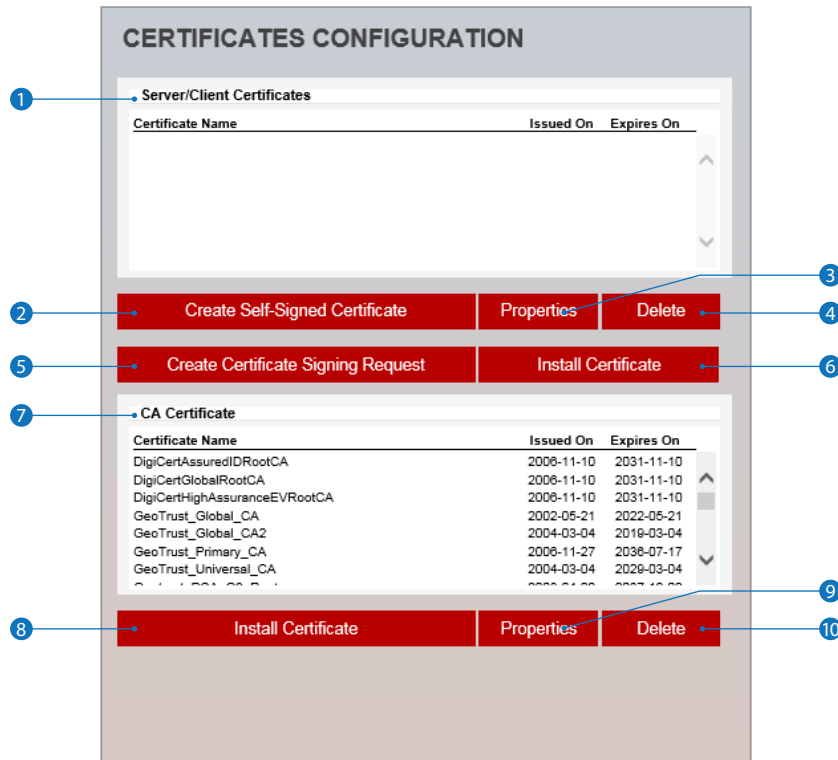 CERTIFICATES CONFIGURATION
1
Server/Client Certificates
Certificate Name Issued On Expires On
3
2 Create Self-Signed Certificate Properties Delete 4
5 Create Certificate Signing Request Install Certificate 6
7 CA Certificate
Certificate Name Issued On Expires On
DigiCertAssuredIDRootCA 2006-11-10 2031-11-10
DigiCertGlobalRootCA 2006-11-10 2031-11-10
DigiCertHighAssuranceEVRootCA 2006-11-10 2031-11-10
GeoTrust_Global_CA 2002-05-21 2022-05-21
GeoTrust_Global_CA2 2004-03-04 2019-03-04
GeoTrust_Primary_CA 2006-11-27 2036-07-17
GeoTrust_Universal_CA 2004-03-04 2029-03-04
9
8 Install Certificate Properties Delete 10